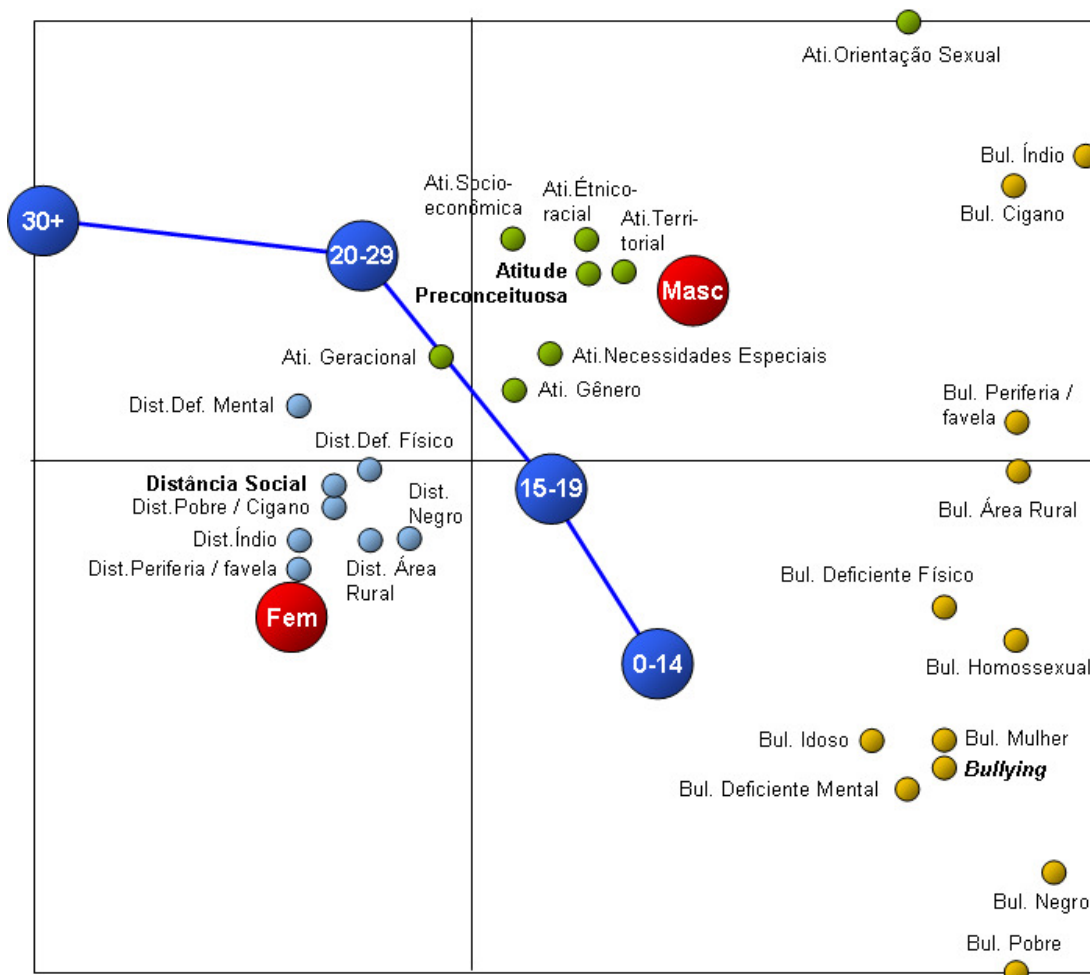 Ati.Orientação Sexual
Bul. Índio
Bul. Cigano
Ati.Socio-
econômica
Ati.Étnico-
racial
Ati.Terri-
torial
30+
20-29
Atitude
Preconceituosa
Masc
Ati. Geracional
Ati.Necessidades Especiais
Ati. Gênero
Dist.Def. Mental
Bul. Periferia /
favela
Dist.Def. Físico
Distância Social
Dist.Pobre / Cigano
Dist.
Negro
15-19
Bul. Área Rural
Dist.Índio
Dist.Periferia / favela
Dist. Área
Rural
Bul. Deficiente Físico
Fem
0-14
Bul. Homossexual
Bul. Idoso
Bul. Mulher
Bullying
Bul. Deficiente Mental
Bul. Negro
Bul. Pobre